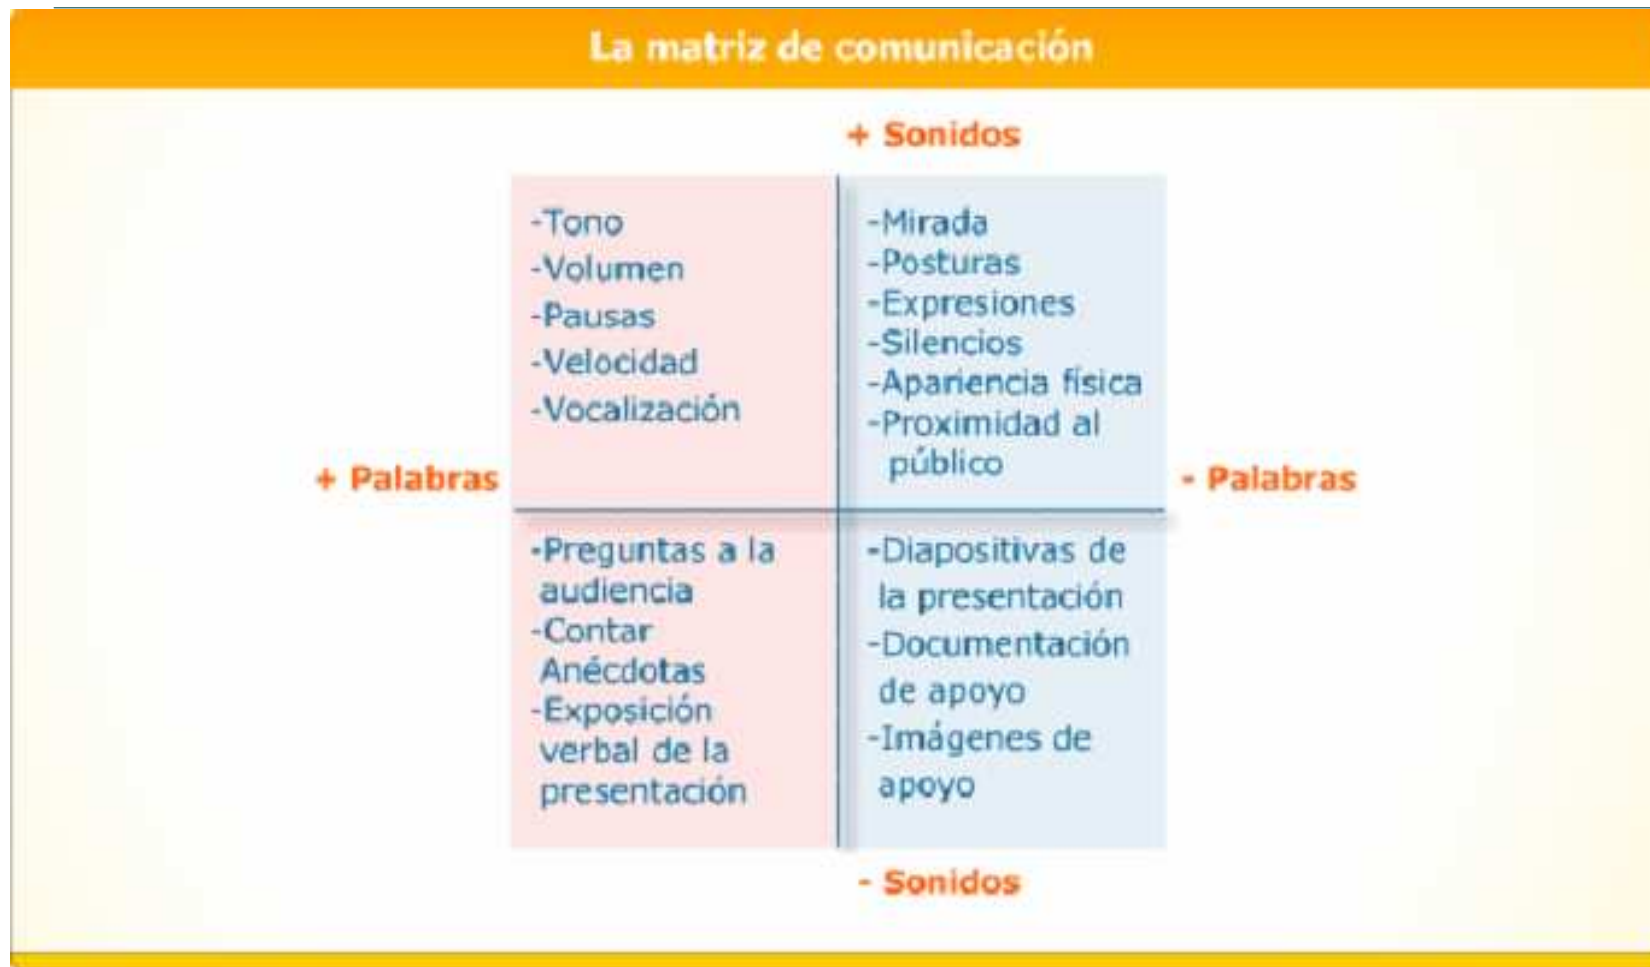 La matriz de comunicación
+ Sonidos
-Tono
-Volumen
-Pausas
-Velocidad
-Vocalización
-Mirada
-Posturas
-Expresiones
-Silencios
-Apariencia física
-Proximidad al
público
+ Palabras
- Palabras
-Preguntas a la
audiencia
-Contar
Anécdotas
-Exposición
verbal de la
presentación
-Diapositivas de
la presentación
-Documentación
de apoyo
-Imágenes de
apoyo
- Sonidos